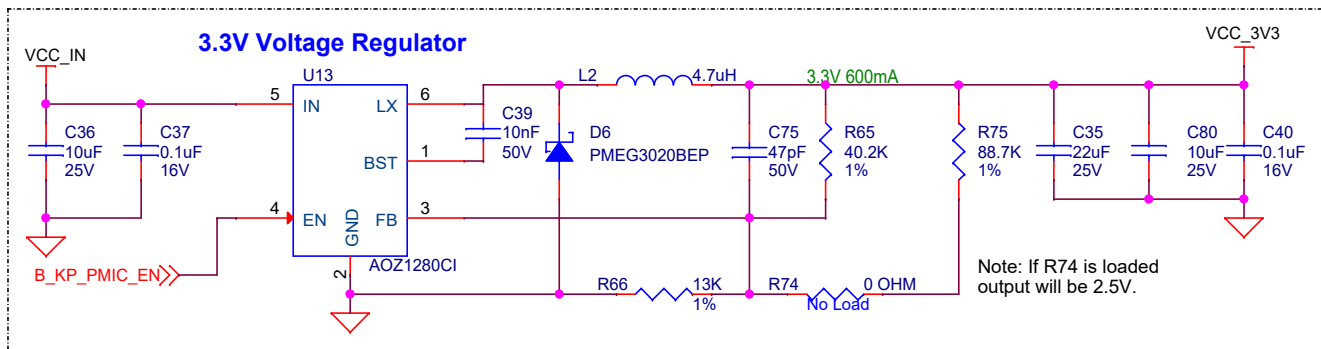 3.3V Voltage Regulator
VCC_IN
VCC_3V3
U13
L2
4.7uH
3.3V 600mA
5
IN
LX
6
C36
10uF
25V
C37
0.1uF
16V
C39
10nF
50V
D6
PMEG3020BEP
C75
47pF
50V
R65
40.2K
1%
R75
88.7K
1%
C35
22uF
25V
C80
10uF
25V
C40
0.1uF
16V
BST
1
4
EN
GND
FB
3
B_KP_PMIC_EN
2
AOZ1280CI
R66
13K
1%
R74
0 OHM
No Load
Note: If R74 is loaded
output will be 2.5V.